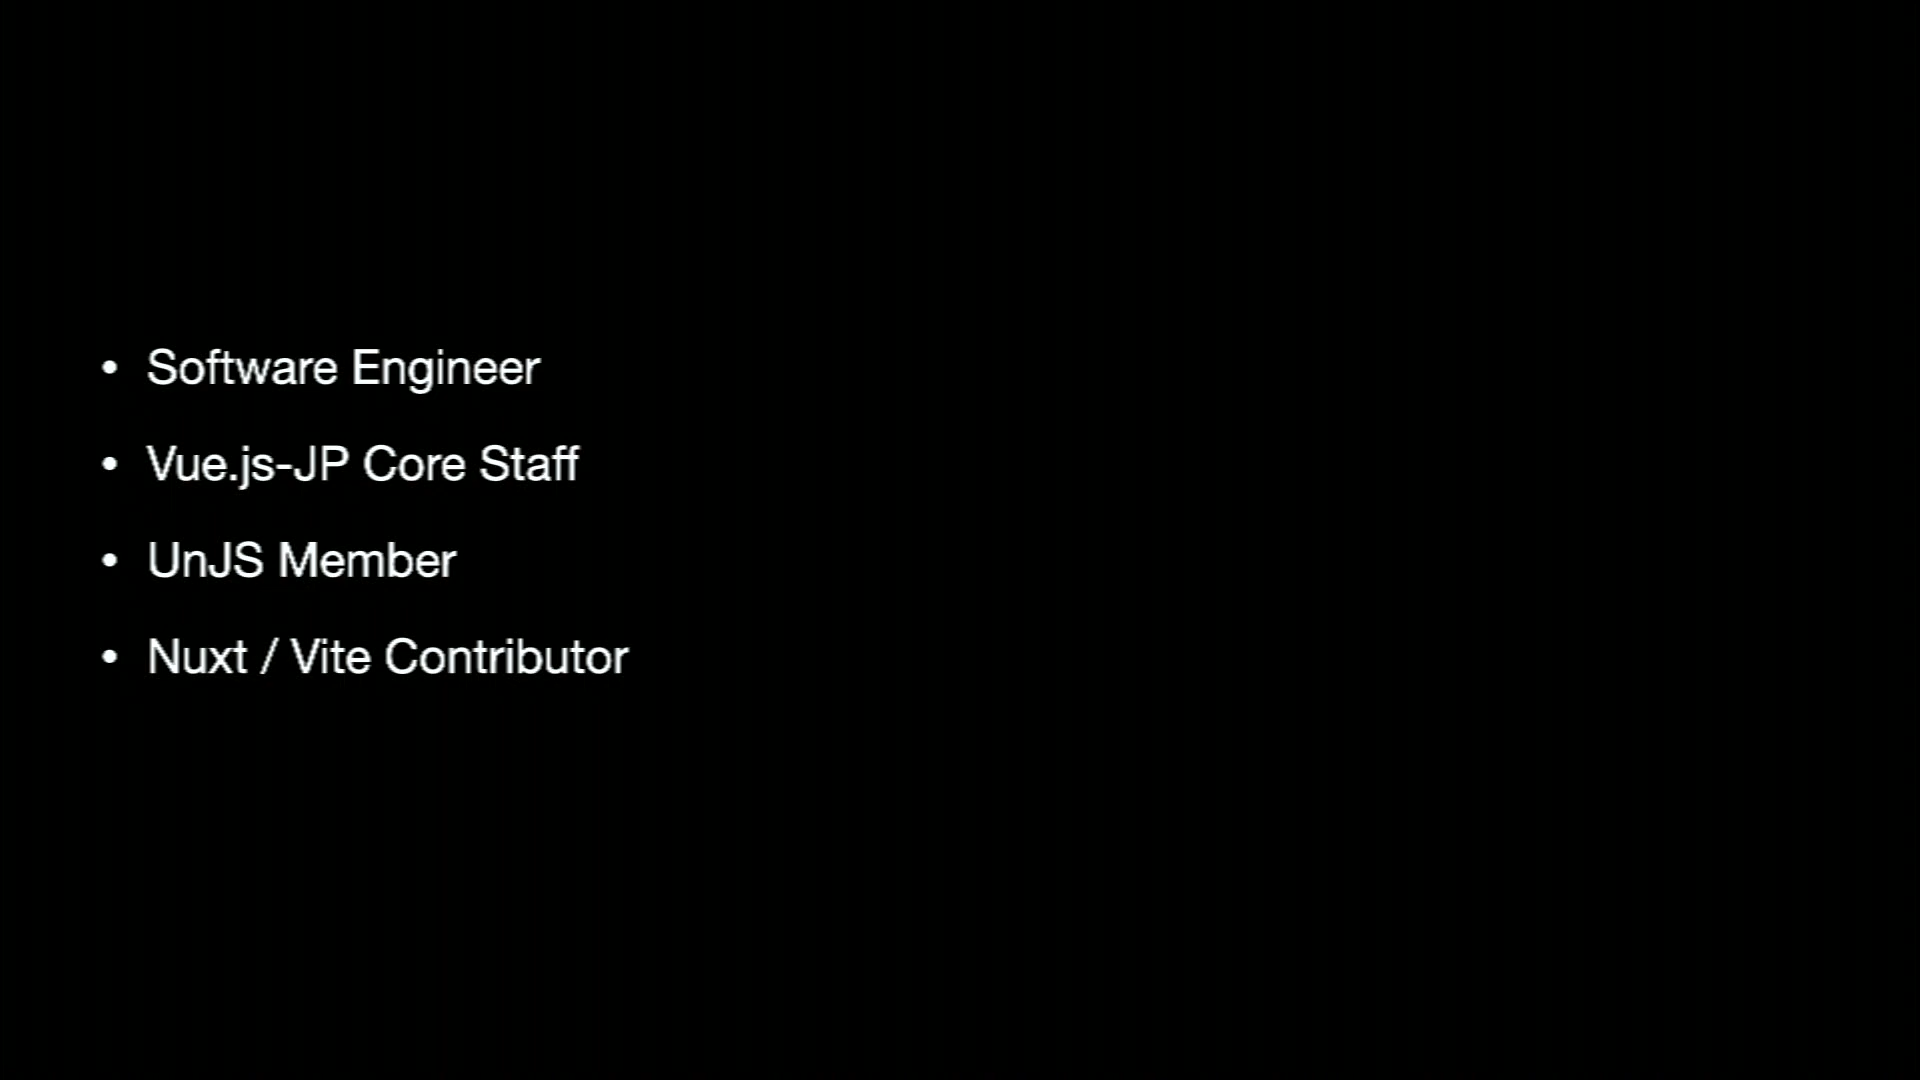 • Software Engineer
• Vue.js-JP Core Staff
• UnJS Member
• Nuxt / Vite Contributor